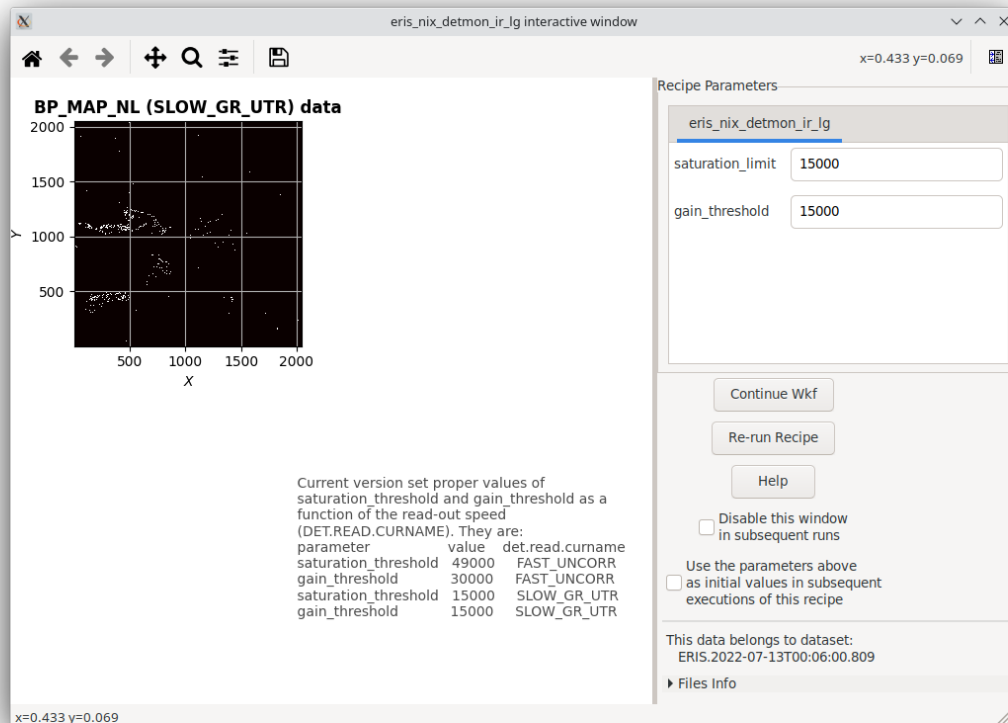 eris_nix_detmon_ir_lg interactive window
x=0.433 y=0.069
BP_MAP_NL (SLOW_GR_UTR) data
2000
1500
1000
500
Y
500 1000 1500 2000
X
Current version set proper values of
saturation_threshold and gain_threshold as a
function of the read-out speed
(DET.READ.CURNAME). They are:
parameter value det.read.curname
saturation_threshold 49000 FAST_UNCORR
gain_threshold 30000 FAST_UNCORR
saturation_threshold 15000 SLOW_GR_UTR
gain_threshold 15000 SLOW_GR_UTR
Recipe Parameters
eris_nix_detmon_ir_lg
saturation_limit 15000
gain_threshold 15000
Continue Wkf
Re-run Recipe
Help
Disable this window
in subsequent runs
Use the parameters above
as initial values in subsequent
executions of this recipe
This data belongs to dataset:
ERIS.2022-07-13T00:06:00.809
Files Info
x=0.433 y=0.069